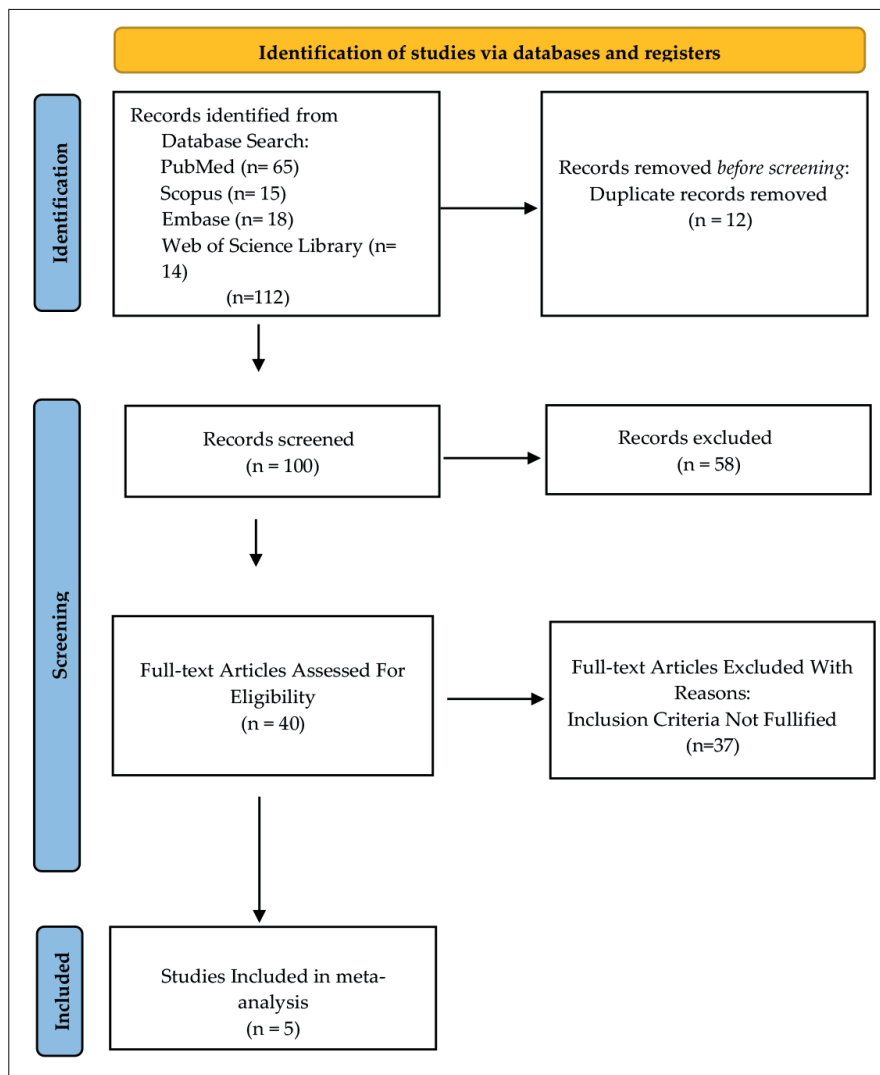 Identification of studies via databases and registers
Identification
Records identified from
Database Search:
PubMed (n= 65)
Scopus (n= 15)
Embase (n= 18)
Web of Science Library (n=
14)
(n=112)
Records removed before screening:
Duplicate records removed
(n = 12)
Screening
Records screened
(n = 100)
Records excluded
(n = 58)
Full-text Articles Assessed For
Eligibility
(n = 40)
Full-text Articles Excluded With
Reasons:
Inclusion Criteria Not Fullified
(n=37)
Included
Studies Included in meta-
analysis
(n = 5)